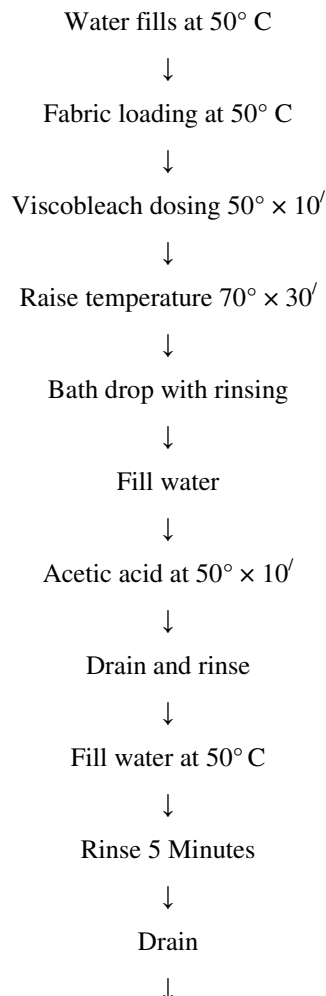 Water fills at 50° C
↓
Fabric loading at 50° C
↓
Viscobleach dosing 50° × 10/
↓
Raise temperature 70° × 30/
↓
Bath drop with rinsing
↓
Fill water
↓
Acetic acid at 50° × 10/
↓
Drain and rinse
↓
Fill water at 50° C
↓
Rinse 5 Minutes
↓
Drain
↓